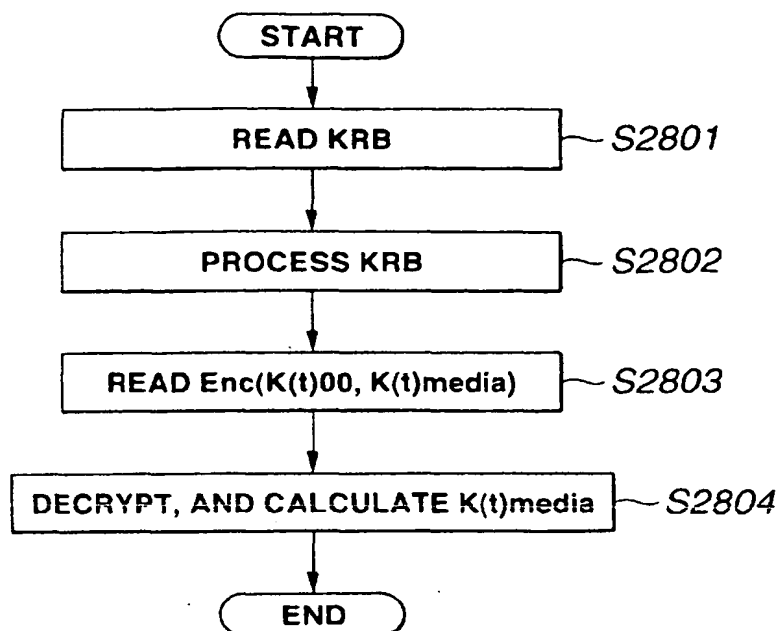 START
READ KRB
S2801
PROCESS KRB
S2802
READ Enc(K(t)00, K(t)media)
S2803
DECRYPT, AND CALCULATE K(t)media
S2804
END